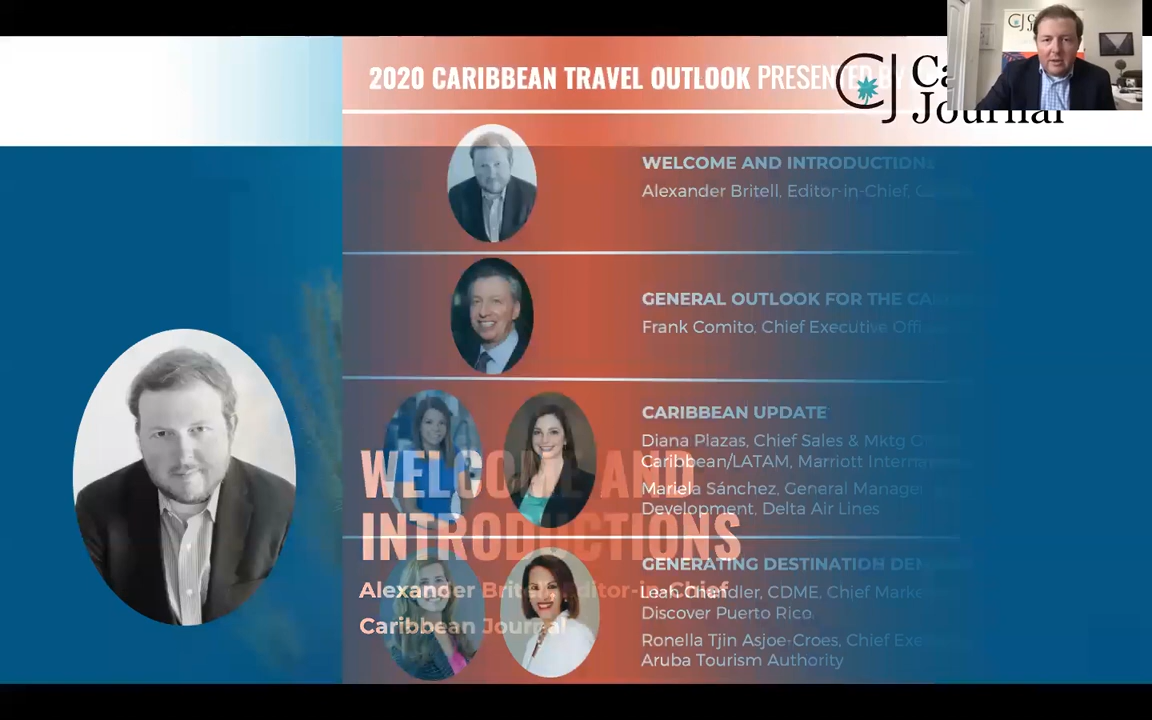 2020 CARIBBEAN TRAVEL OUTLOOK PRESENTED BY
CJ
Journal
CJ
WELCOME AND INTRODUCTIONS
Alexander Britell, Editor-in-Chief,
GENERAL OUTLOOK FOR THE
Frank Comito, Chief Executive
CARIBBEAN UPDATE
Diana Plazas, Chief Sales & Mktg
Caribbean/LATAM, Marriott
Mariela Sánchez, General Manager
Development, Delta Air Lines
WELCOME AND
INTRODUCTIONS
Alexander Britell, Editor-in-Chief
Caribbean Journal
GENERATING DESTINATION
Leah Chandler, CDME, Chief
Discover Puerto Rico
Ronella Tjin Asjoe-Croes, Chief
Aruba Tourism Authority